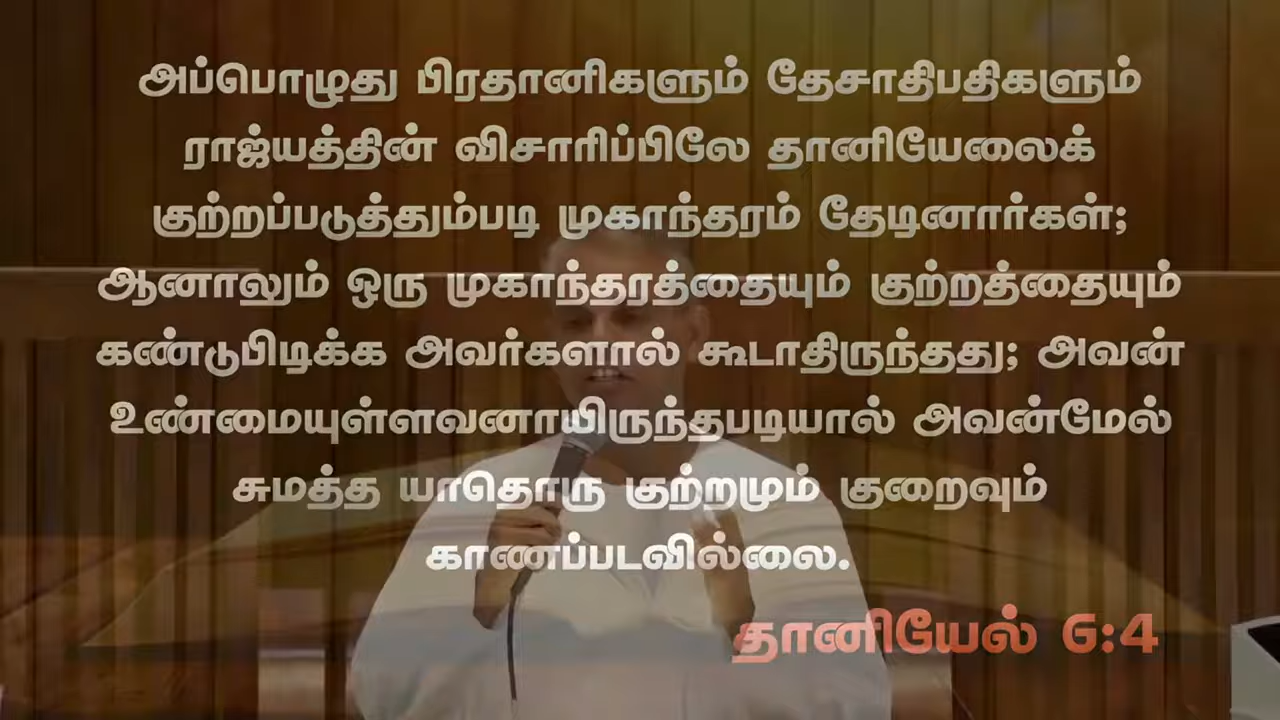 அப்பொழுது பிரதானிகளும் தேசாதிபதிகளும்
ராஜ்யத்தின் விசாரிப்பிலே தானியேலைக்
குற்றப்படுத்தும்படி முகாந்தரம் தேடினார்கள்;
ஆனாலும் ஒரு முகாந்தரத்தையும் குற்றத்தையும்
கண்டுபிடிக்க அவர்களால் கூடாதிருந்தது; அவன்
உண்மையுள்ளவனாயிருந்தபடியால் அவன்மேல்
சுமத்த யாதொரு குற்றமும் குறைவும்
காணப்படவில்லை.
தானியேல் 6:4